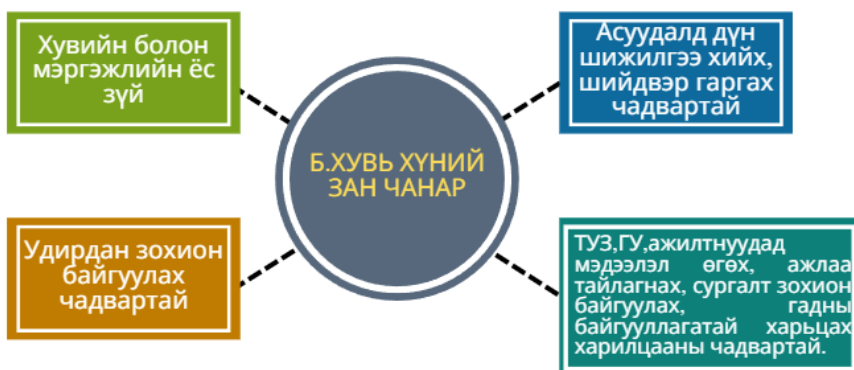 Хувийн болон
мэргэжлийн ёс
зүй
Асуудалд дүн
шижилгээ хийх,
шийдвэр гаргах
чадвартай
Б.ХУВЬ ХҮНИЙ
ЗАН ЧАНАР
Удирдан зохион
байгуулах
чадвартай
ТУЗ,ГУ,ажилтнуудад
мэдээлэл өгөх, ажлаа
тайлагнах, сургалт зохион
байгуулах, гадны
байгууллагатай харьцах
харилцааны чадвартай.